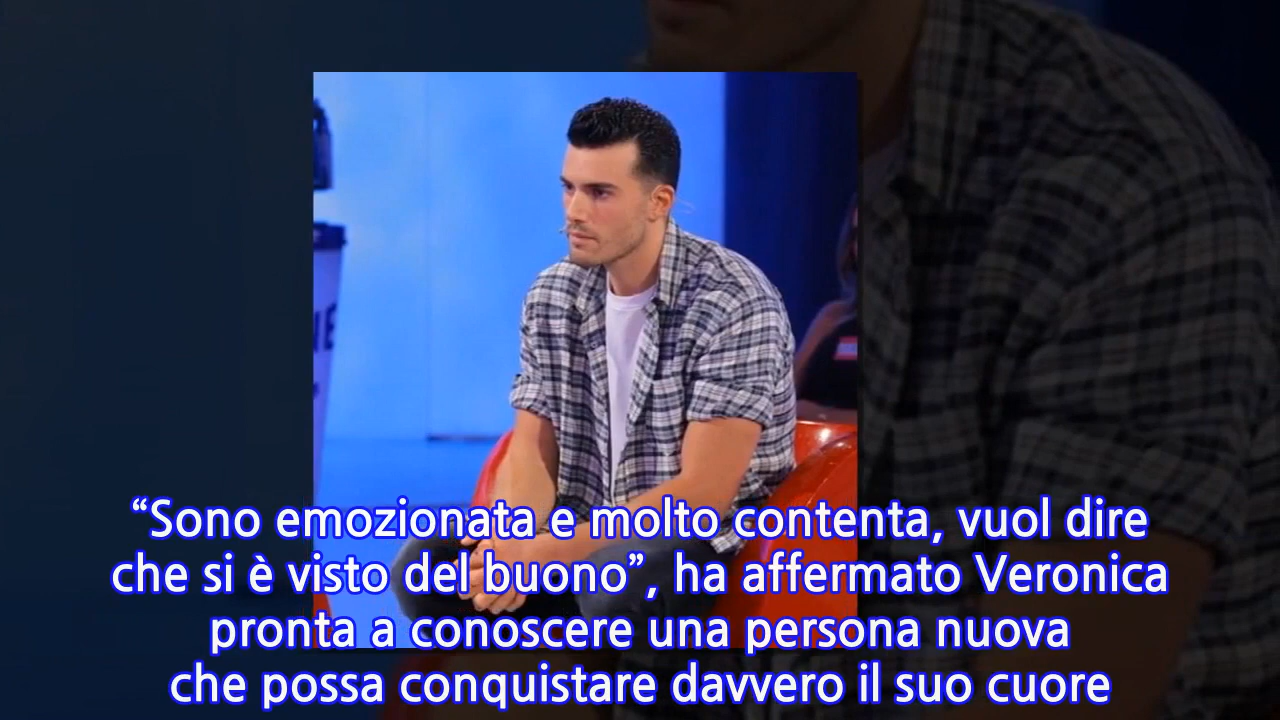 “Sono emozionata e molto contenta, vuol dire
che si è visto del buono”, ha affermato Veronica
pronta a conoscere una persona nuova
che possa conquistare davvero il suo cuore